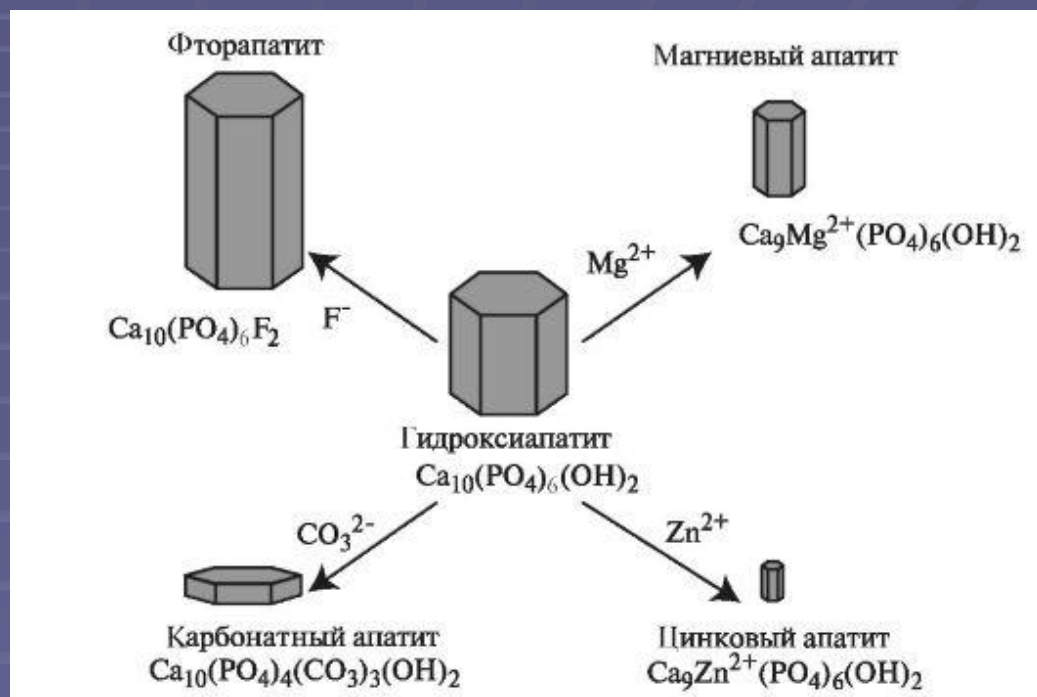 Фторапатит
Магниевый апатит
Ca₉Mg²⁺(PO₄)₆(OH)₂
Mg²⁺
F⁻
Ca₁₀(PO₄)₆F₂
Гидроксиапатит
Ca₁₀(PO₄)₆(OH)₂
CO₃²⁻
Zn²⁺
Карбонатный апатит
Ca₁₀(PO₄)₄(CO₃)₃(OH)₂
Цинковый апатит
Ca₉Zn²⁺(PO₄)₆(OH)₂